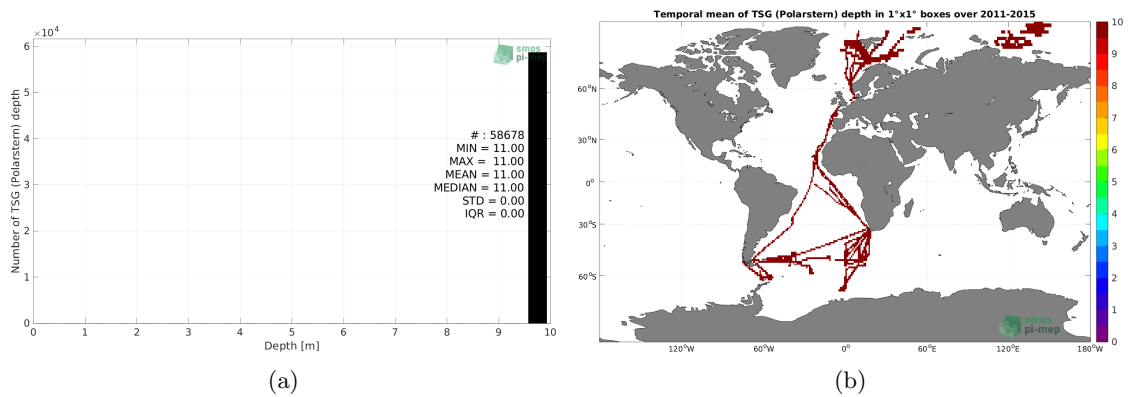 ×10⁴
6
5
4
3
2
1
0
Number of TSG (Polarstern) depth
smos
pi-mep
# : 58678
MIN = 11.00
MAX = 11.00
MEAN = 11.00
MEDIAN = 11.00
STD = 0.00
IQR = 0.00
0 1 2 3 4 5 6 7 8 9 10
Depth [m]
(a)
Temporal mean of TSG (Polarstern) depth in 1°x1° boxes over 2011-2015
60°N
30°N
0°
30°S
60°S
120°W 60°W 0° 60°E 120°E 180°W
smos
pi-mep
10
9
8
7
6
5
4
3
2
1
0
(b)